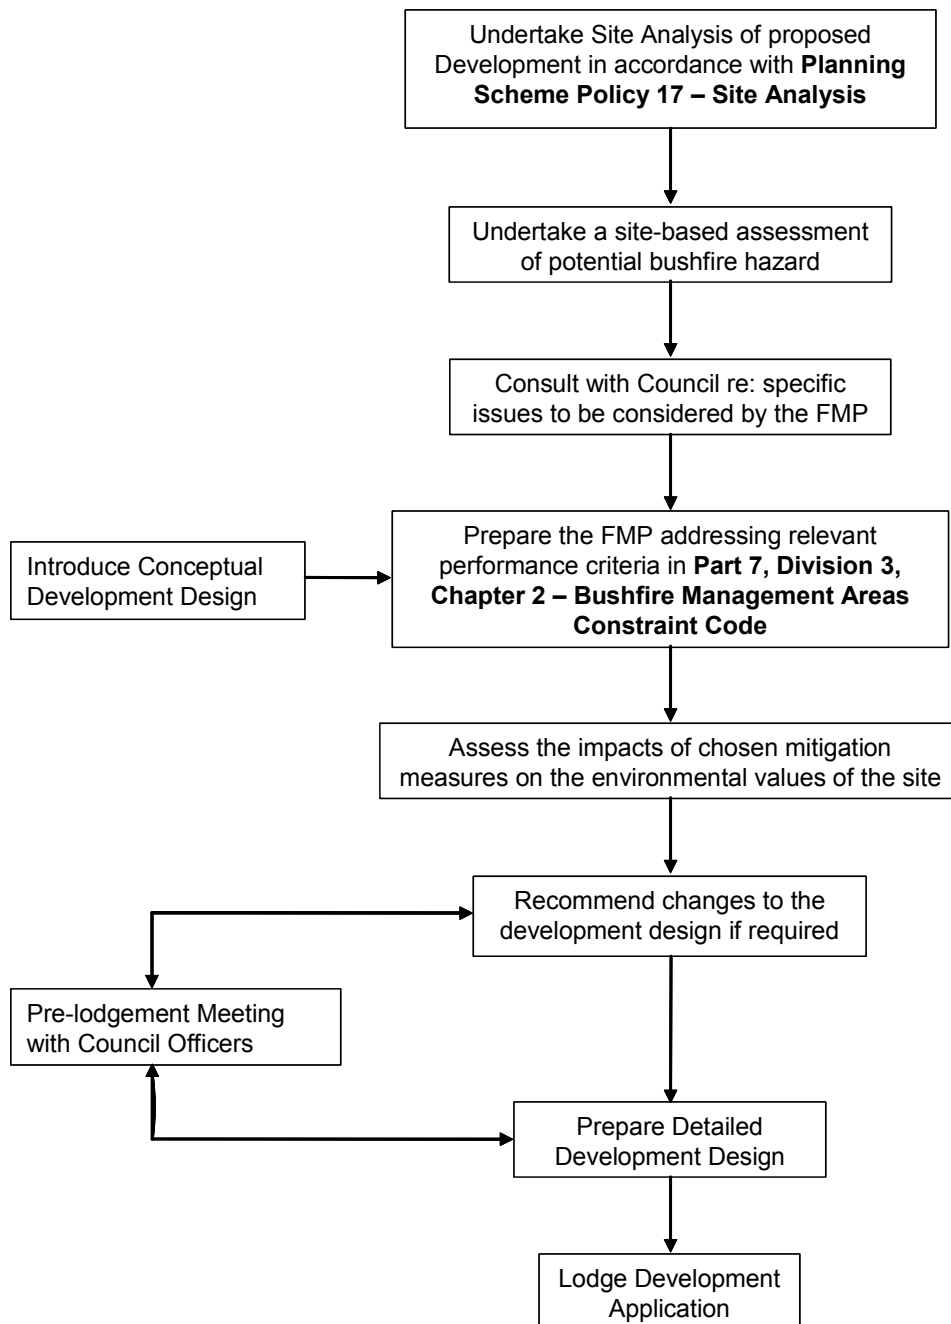 Undertake Site Analysis of proposed
Development in accordance with Planning
Scheme Policy 17 – Site Analysis
Undertake a site-based assessment
of potential bushfire hazard
Consult with Council re: specific
issues to be considered by the FMP
Introduce Conceptual
Development Design
Prepare the FMP addressing relevant
performance criteria in Part 7, Division 3,
Chapter 2 – Bushfire Management Areas
Constraint Code
Assess the impacts of chosen mitigation
measures on the environmental values of the site
Recommend changes to the
development design if required
Pre-lodgement Meeting
with Council Officers
Prepare Detailed
Development Design
Lodge Development
Application